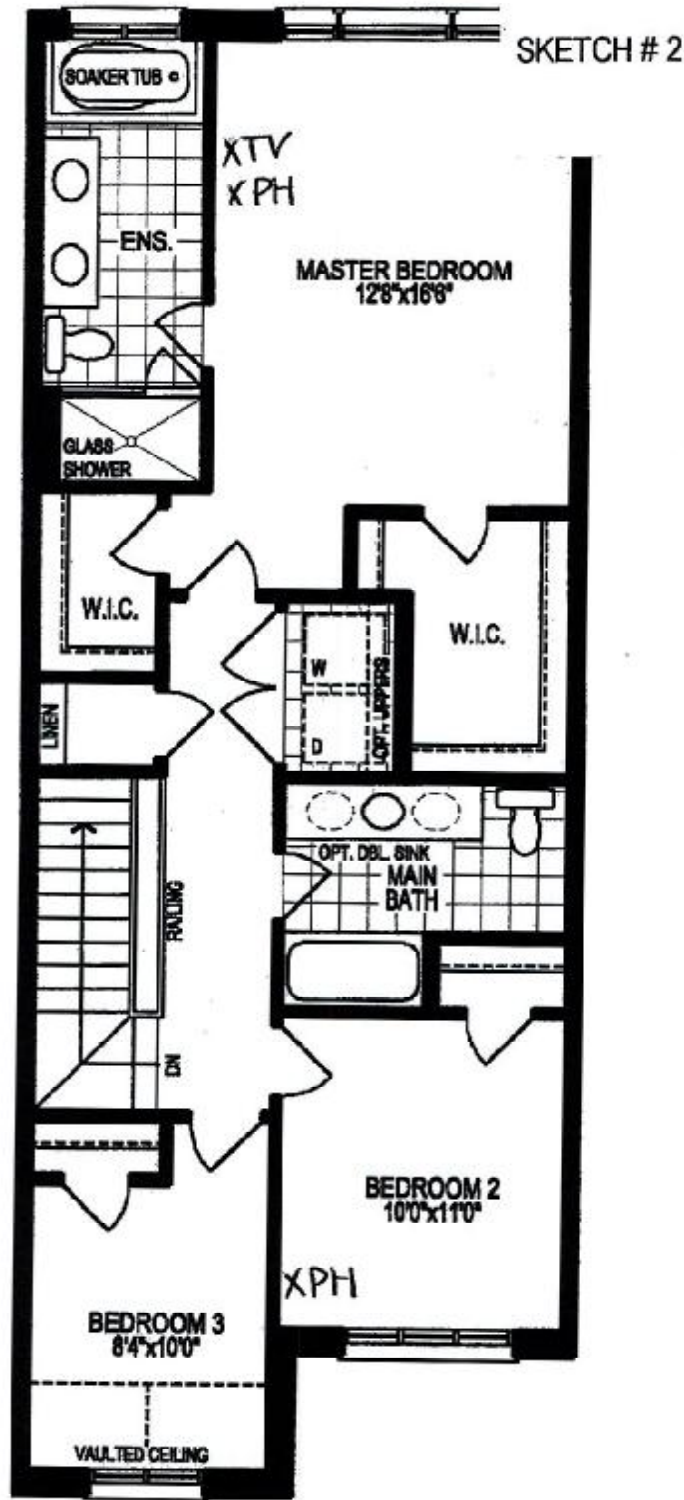 SKETCH # 2
SOAKER TUB
XTV
XPH
ENS.
MASTER BEDROOM
12'8"x16'8"
GLASS
SHOWER
W.I.C.
W.I.C.
W
D
OPT. UPPERS
LINEN
OPT. DBL. SINK
MAIN
BATH
RAILING
DN
BEDROOM 2
10'0"x11'0"
XPH
BEDROOM 3
8'4"x10'0"
VAULTED CEILING